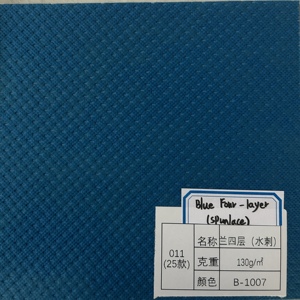 Blue Four-layer
(spunlace)
011
(25款)
名称 兰四层（水刺）
克重 130g/㎡
颜色 B-1007